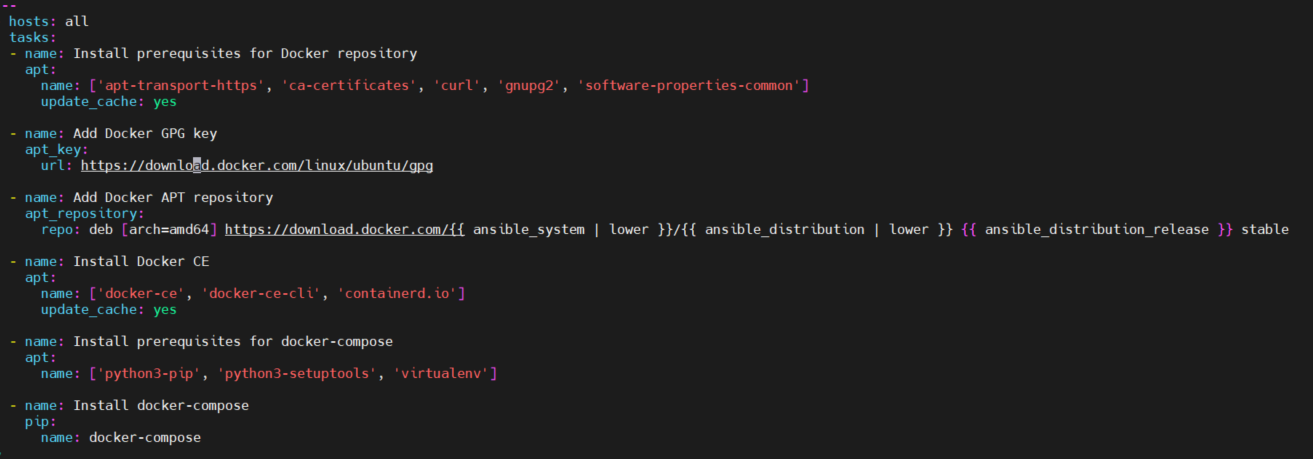 --
hosts: all
tasks:
- name: Install prerequisites for Docker repository
  apt:
    name: ['apt-transport-https', 'ca-certificates', 'curl', 'gnupg2', 'software-properties-common']
    update_cache: yes

- name: Add Docker GPG key
  apt_key:
    url: https://download.docker.com/linux/ubuntu/gpg

- name: Add Docker APT repository
  apt_repository:
    repo: deb [arch=amd64] https://download.docker.com/{{ ansible_system | lower }}/{{ ansible_distribution | lower }} {{ ansible_distribution_release }} stable

- name: Install Docker CE
  apt:
    name: ['docker-ce', 'docker-ce-cli', 'containerd.io']
    update_cache: yes

- name: Install prerequisites for docker-compose
  apt:
    name: ['python3-pip', 'python3-setuptools', 'virtualenv']

- name: Install docker-compose
  pip:
    name: docker-compose